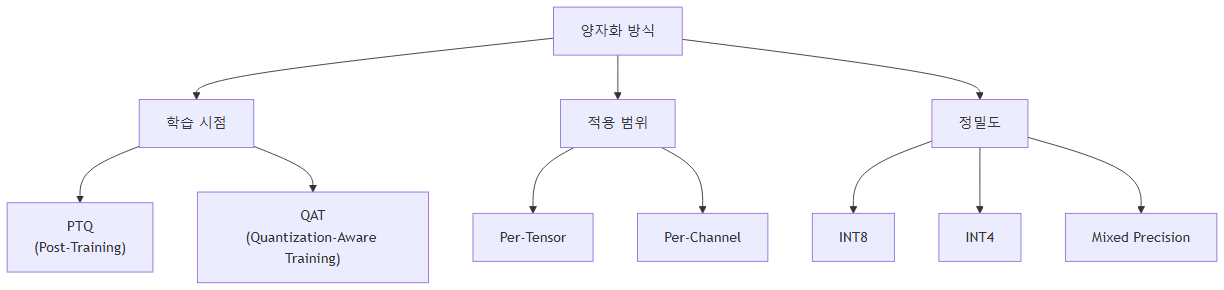 양자화 방식
학습 시점
적용 범위
정밀도
PTQ
(Post-Training)
QAT
(Quantization-Aware
Training)
Per-Tensor
Per-Channel
INT8
INT4
Mixed Precision